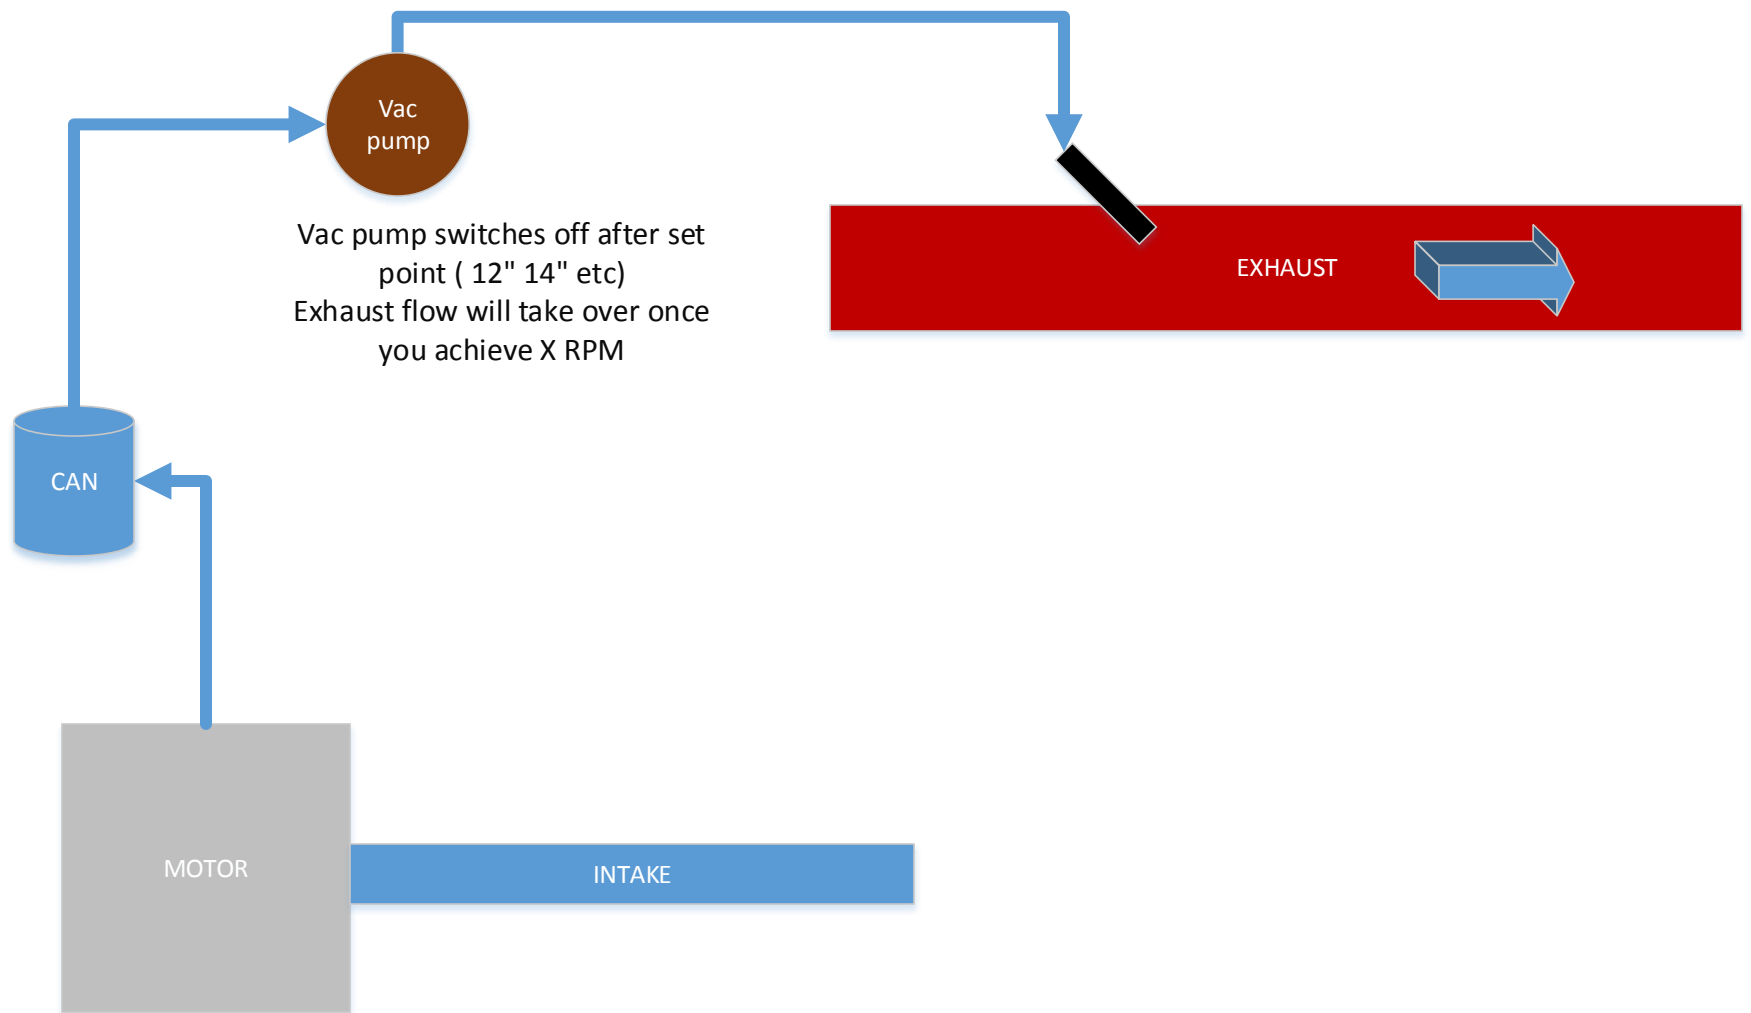 Vac
pump
Vac pump switches off after set
point ( 12" 14" etc)
Exhaust flow will take over once
you achieve X RPM
EXHAUST
CAN
MOTOR
INTAKE